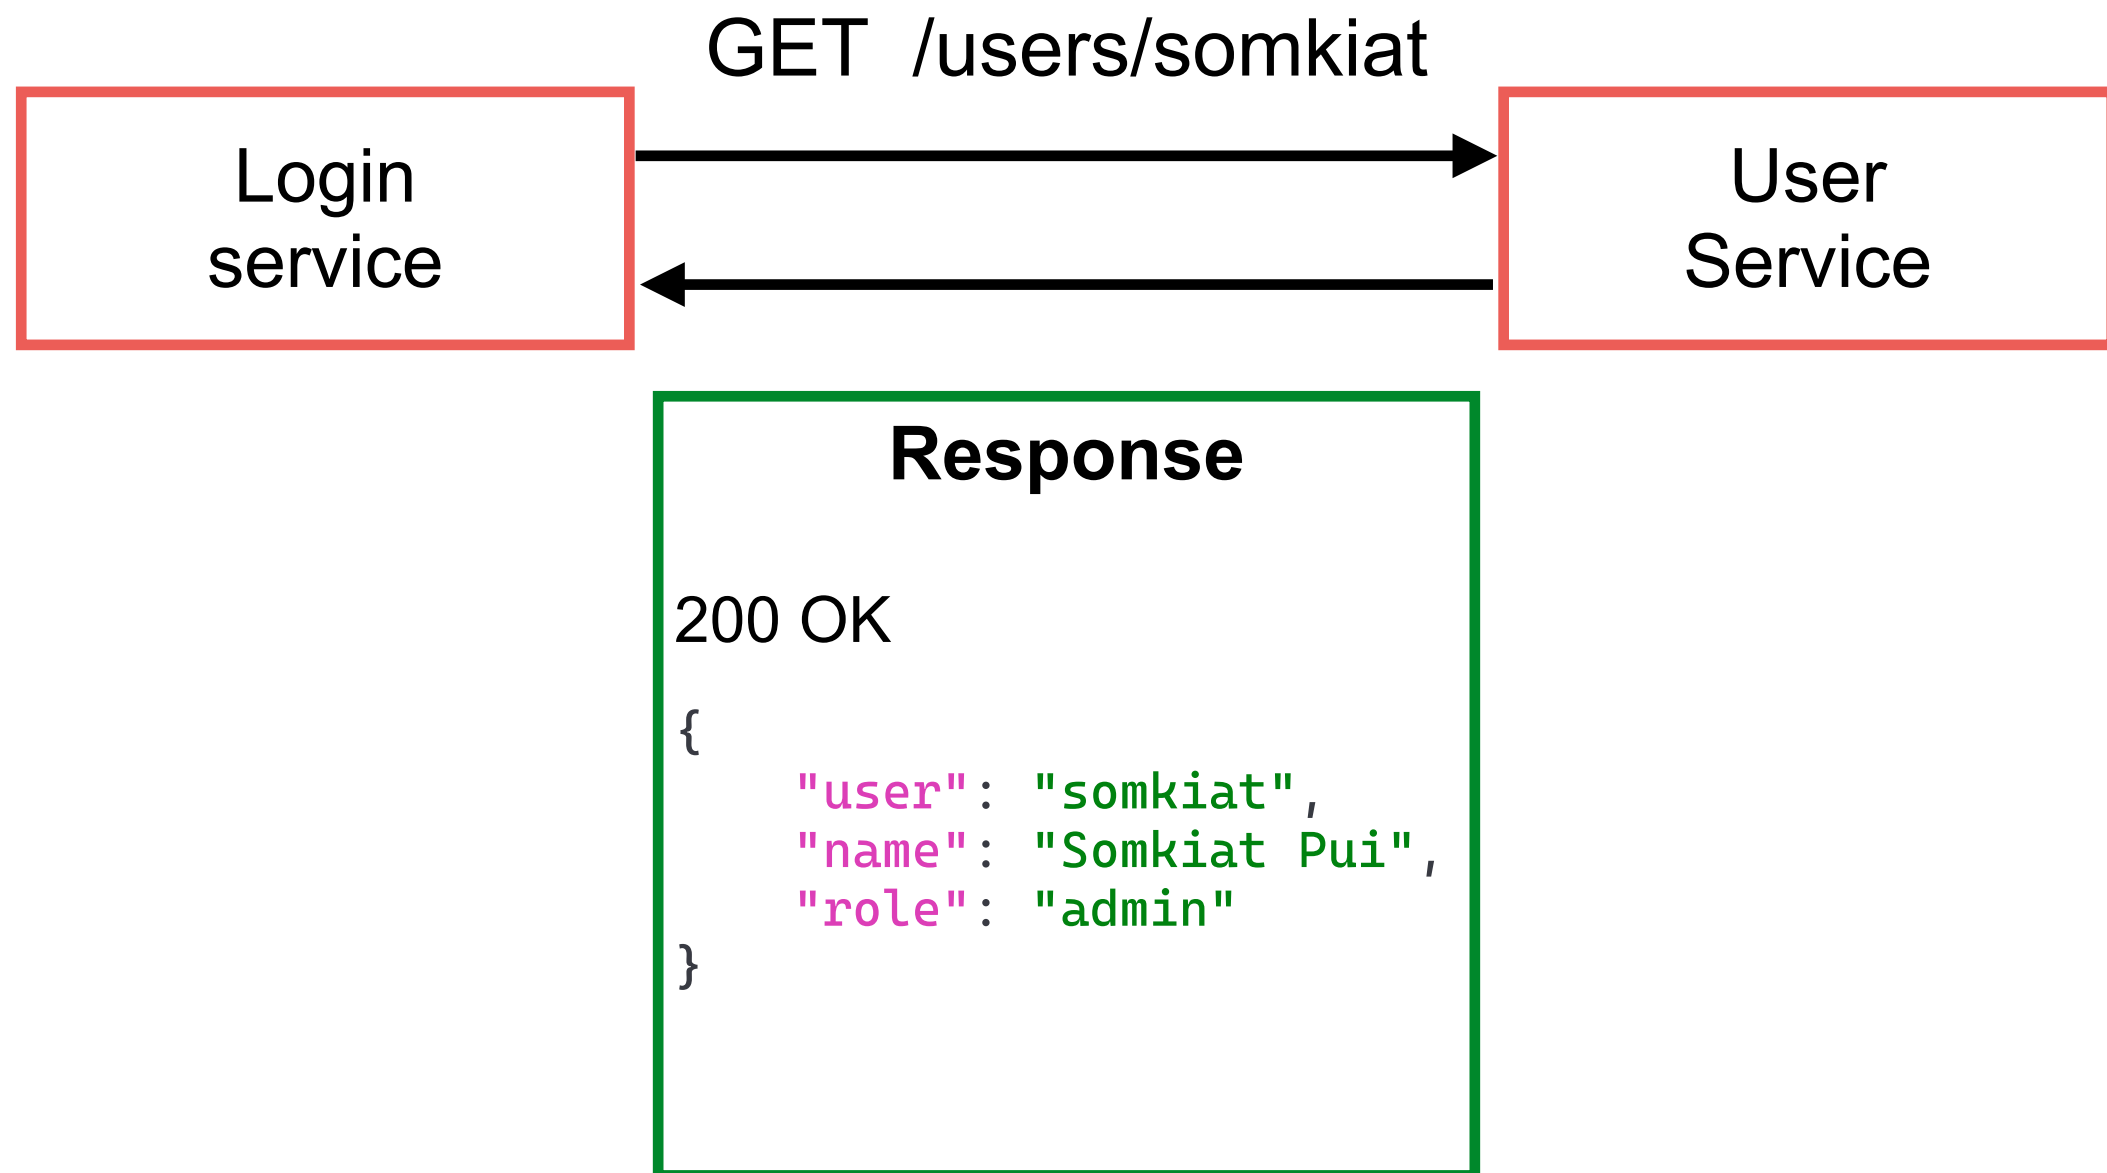 GET /users/somkiat
Login
service
User
Service
Response
200 OK
{
"user": "somkiat",
"name": "Somkiat Pui",
"role": "admin"
}